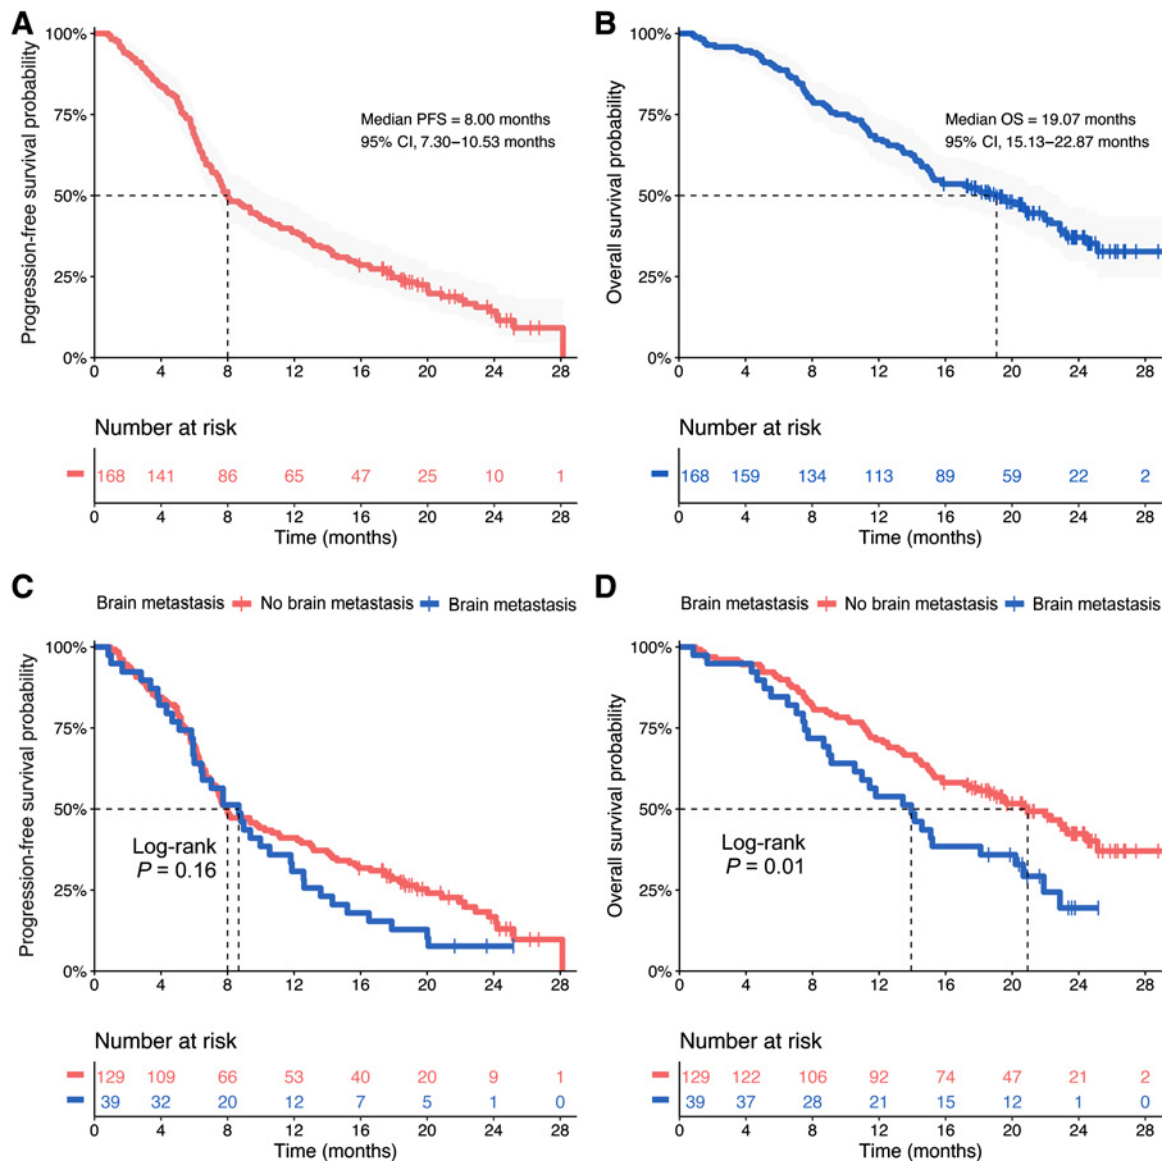 A
Progression-free survival probability
100%
75%
50%
25%
0%
Median PFS = 8.00 months
95% CI, 7.30–10.53 months
0 4 8 12 16 20 24 28
Number at risk
168 141 86 65 47 25 10 1
0 4 8 12 16 20 24 28
Time (months)
B
Overall survival probability
100%
75%
50%
25%
0%
Median OS = 19.07 months
95% CI, 15.13–22.87 months
0 4 8 12 16 20 24 28
Number at risk
168 159 134 113 89 59 22 2
0 4 8 12 16 20 24 28
Time (months)
C
Brain metastasis No brain metastasis Brain metastasis
Progression-free survival probability
100%
75%
50%
25%
0%
Log-rank
P = 0.16
0 4 8 12 16 20 24 28
Number at risk
129 109 66 53 40 20 9 1
39 32 20 12 7 5 1 0
0 4 8 12 16 20 24 28
Time (months)
D
Brain metastasis No brain metastasis Brain metastasis
Overall survival probability
100%
75%
50%
25%
0%
Log-rank
P = 0.01
0 4 8 12 16 20 24 28
Number at risk
129 122 106 92 74 47 21 2
39 37 28 21 15 12 1 0
0 4 8 12 16 20 24 28
Time (months)